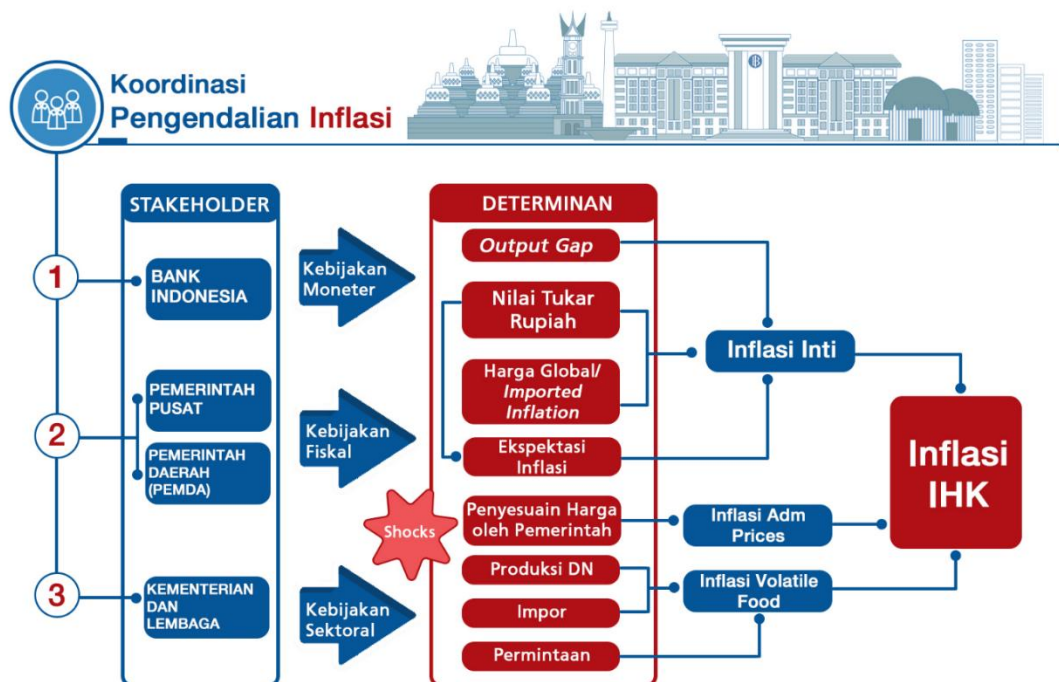 Koordinasi
Pengendalian Inflasi
STAKEHOLDER
1
BANK
INDONESIA
2
PEMERINTAH
PUSAT
PEMERINTAH
DAERAH
(PEMDA)
3
KEMENTERIAN
DAN
LEMBAGA
Kebijakan
Moneter
Kebijakan
Fiskal
Shocks
Kebijakan
Sektoral
DETERMINAN
Output Gap
Nilai Tukar
Rupiah
Harga Global/
Imported
Inflation
Ekspektasi
Inflasi
Penyesuain Harga
oleh Pemerintah
Produksi DN
Impor
Permintaan
Inflasi Inti
Inflasi Adm
Prices
Inflasi Volatile
Food
Inflasi
IHK